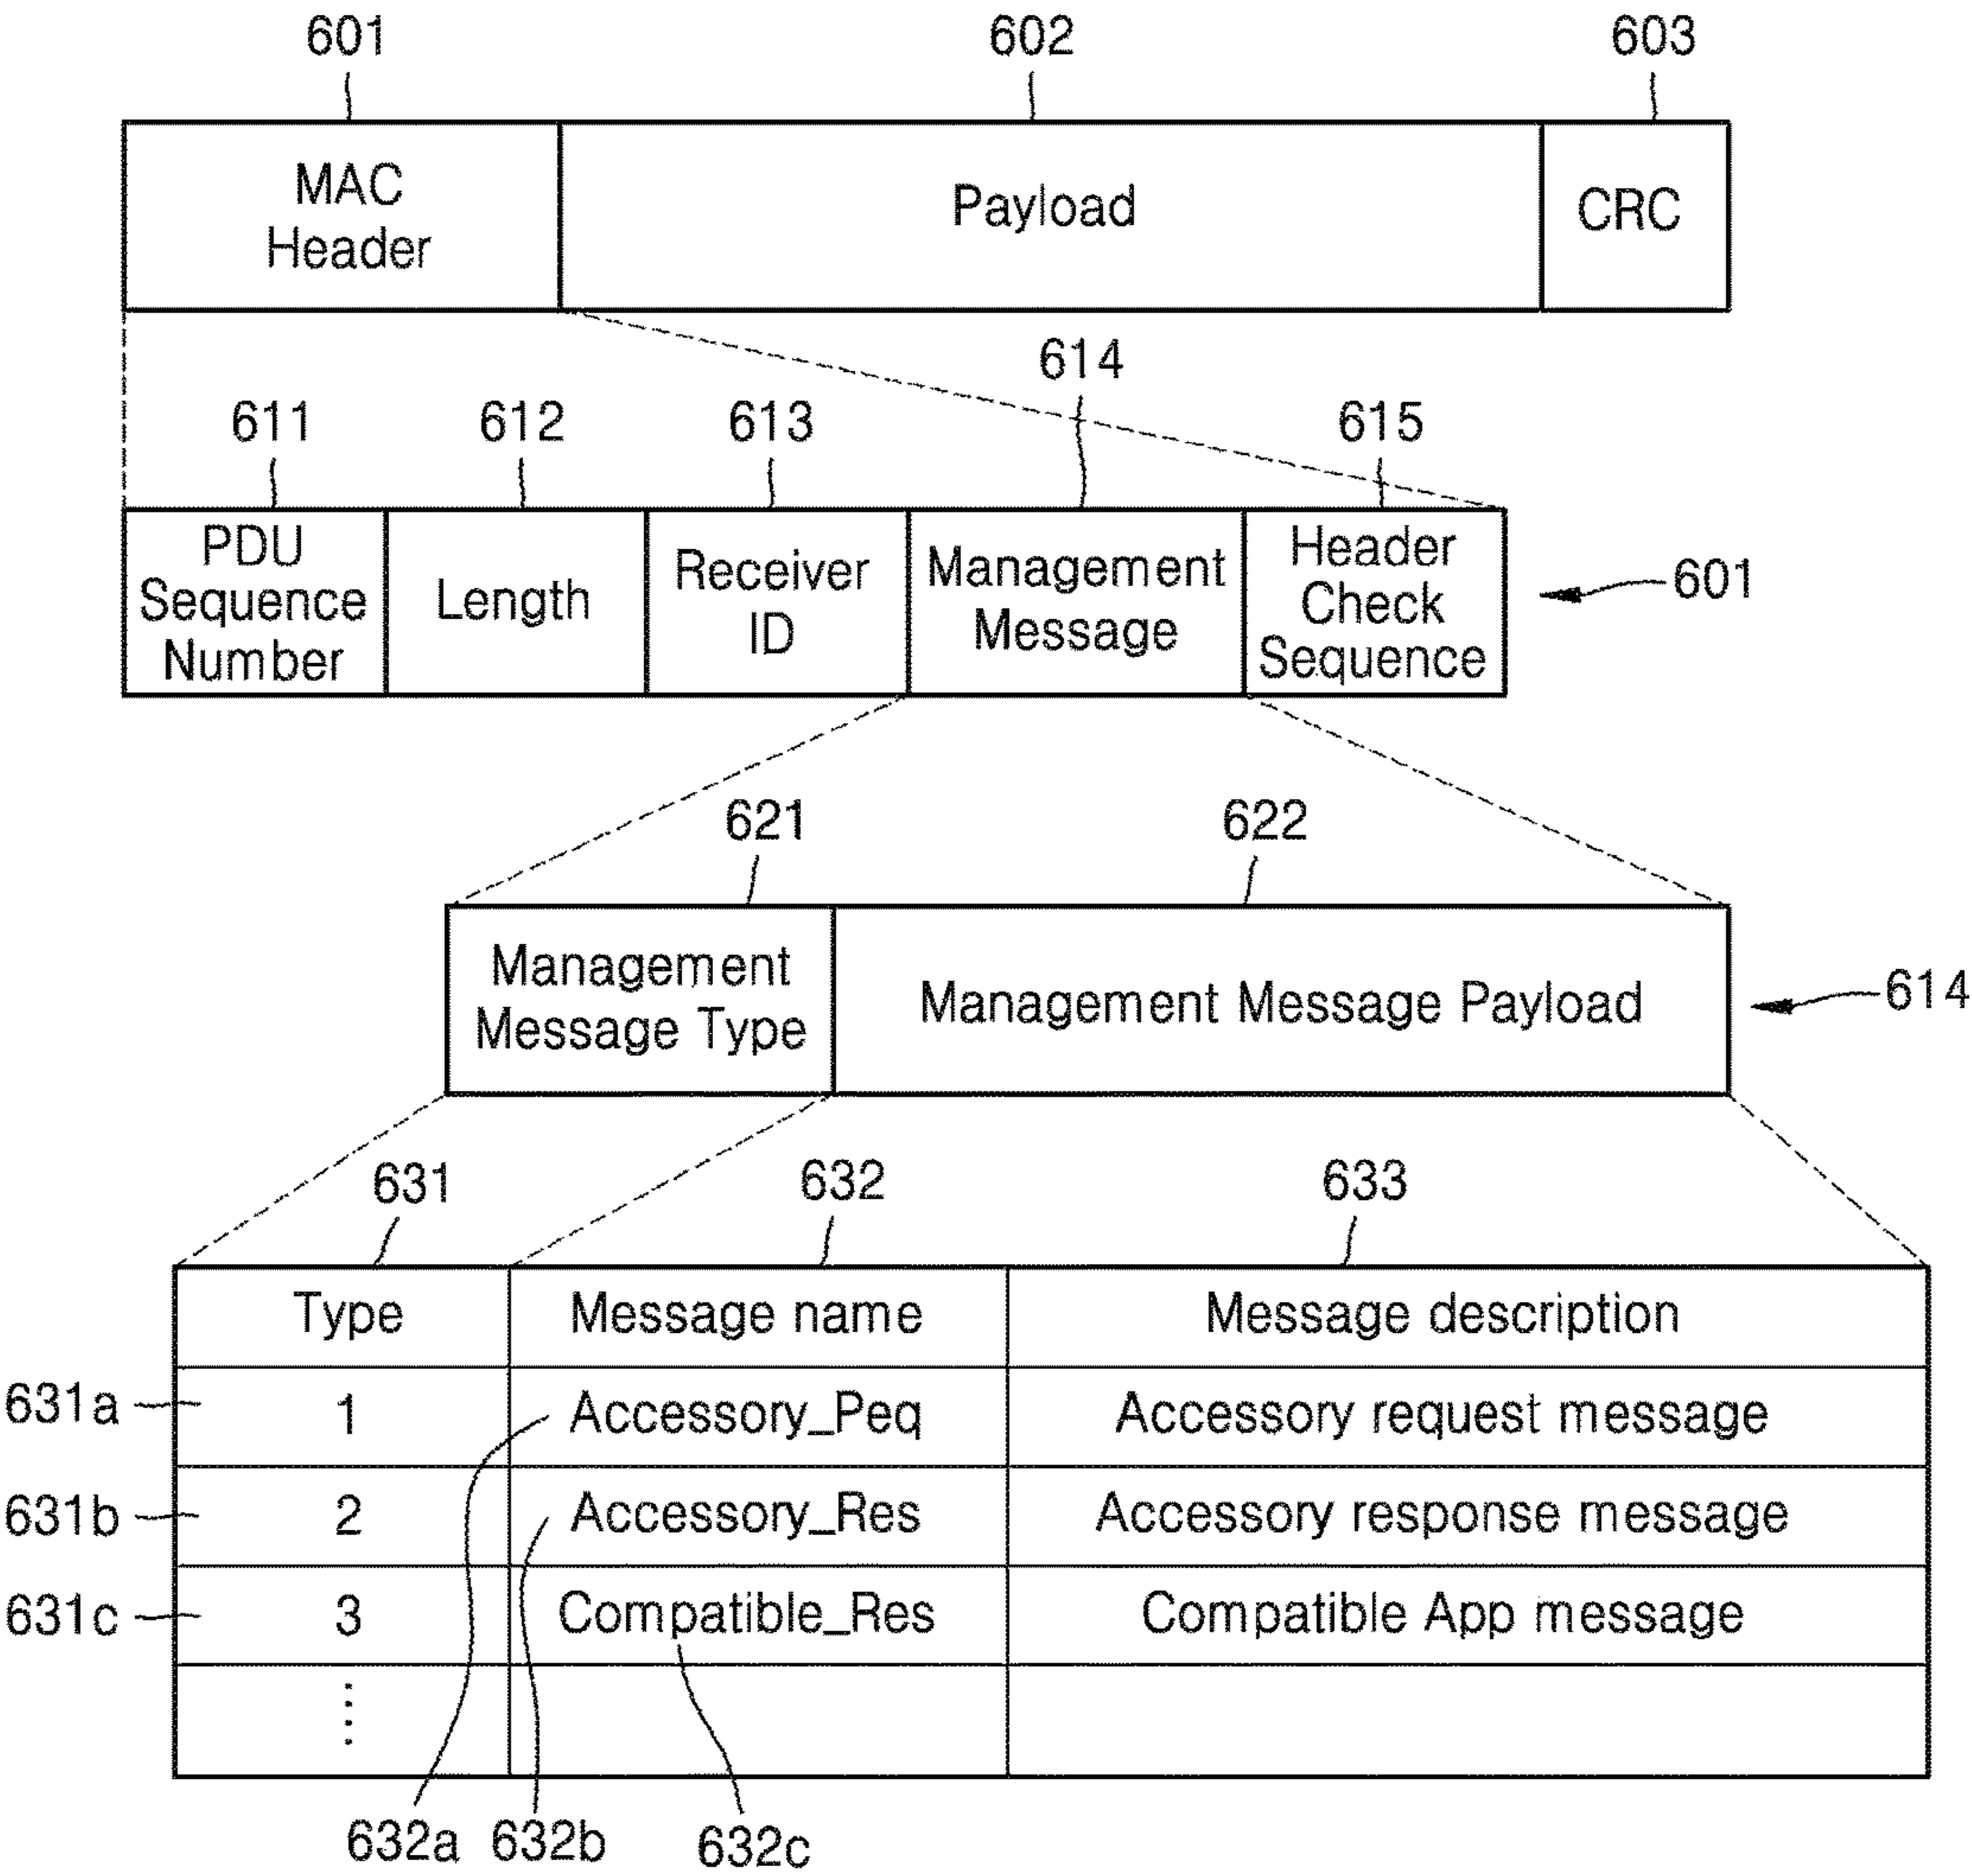 601
602
603
MAC
Header
Payload
CRC
611
612
613
614
615
PDU
Sequence
Number
Length
Receiver
ID
Management
Message
Header
Check
Sequence
601
621
622
Management
Message Type
Management Message Payload
614
631
632
633
Type
Message name
Message description
631a
1
Accessory_Peq
Accessory request message
631b
2
Accessory_Res
Accessory response message
631c
3
Compatible_Res
Compatible App message
632a
632b
632c